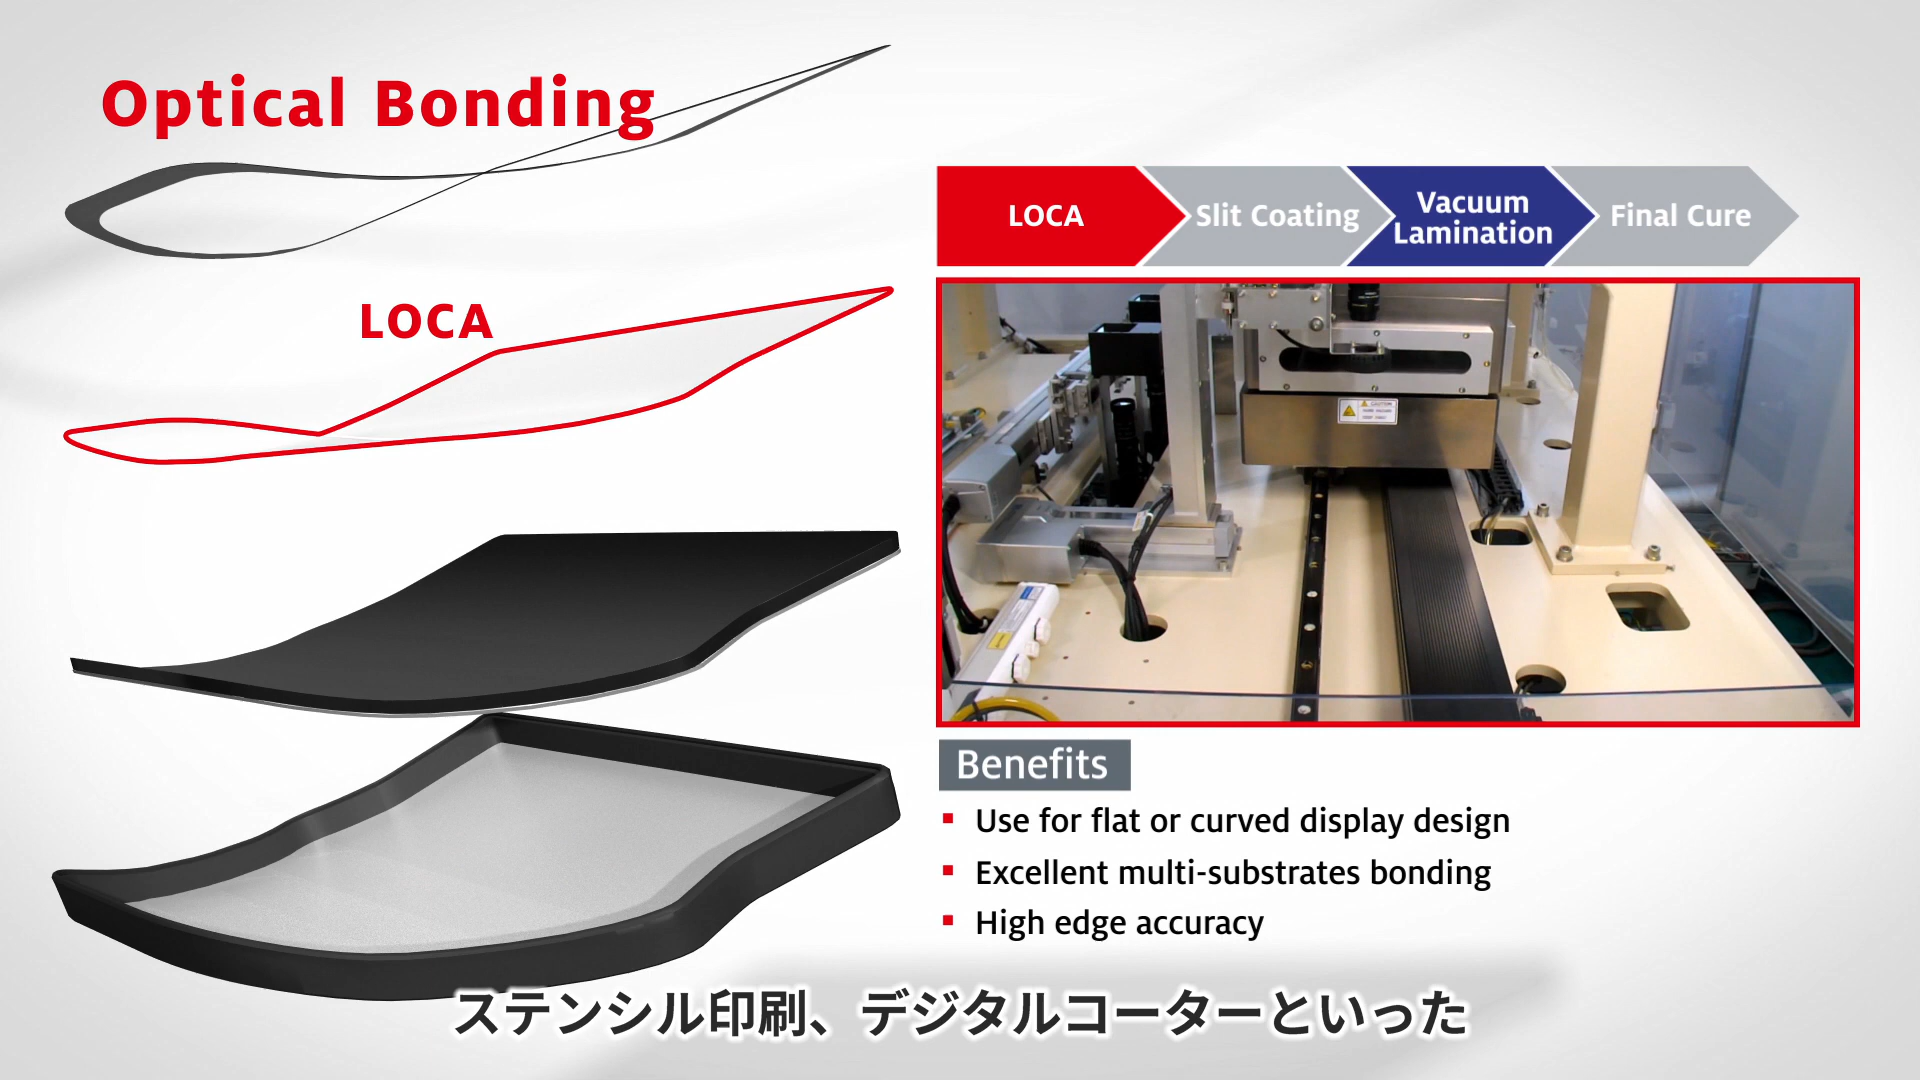 Optical Bonding
LOCA
LOCA
Slit Coating
Vacuum
Lamination
Final Cure
CAUTION
Benefits
Use for flat or curved display design
Excellent multi-substrates bonding
High edge accuracy
ステンシル印刷、デジタルコーターといった